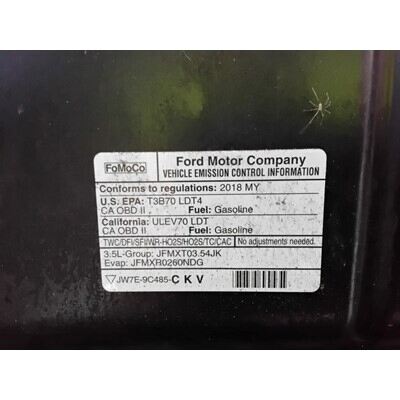 FoMoCo
Ford Motor Company
VEHICLE EMISSION CONTROL INFORMATION
Conforms to regulations: 2018 MY
U.S. EPA: T3B70 LDT4
CA OBD II Fuel: Gasoline
California: ULEV70 LDT
CA OBD II Fuel: Gasoline
TWC/DFI/SFI/WR-HO2S/HO2S/TC/CAC No adjustments needed.
3.5L-Group: JFMXT03.54JK
Evap: JFMXR0260NDG
JW7E-9C485-C K V